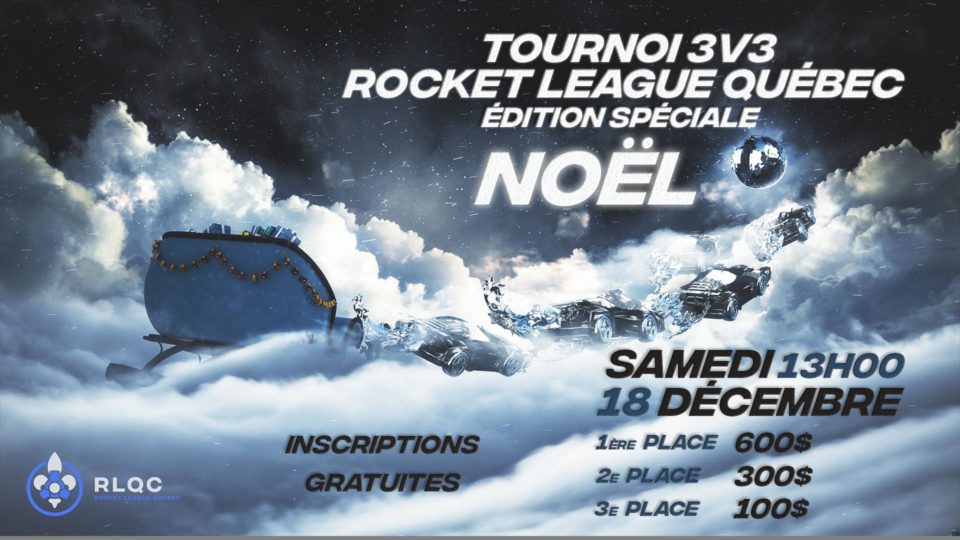 TOURNOI 3V3
ROCKET LEAGUE QUÉBEC
ÉDITION SPÉCIALE
NOËL
SAMEDI 13H00
18 DÉCEMBRE
INSCRIPTIONS
GRATUITES
1ÈRE PLACE 600$
2E PLACE 300$
3E PLACE 100$
RLQC
ROCKET LEAGUE QUÉBEC